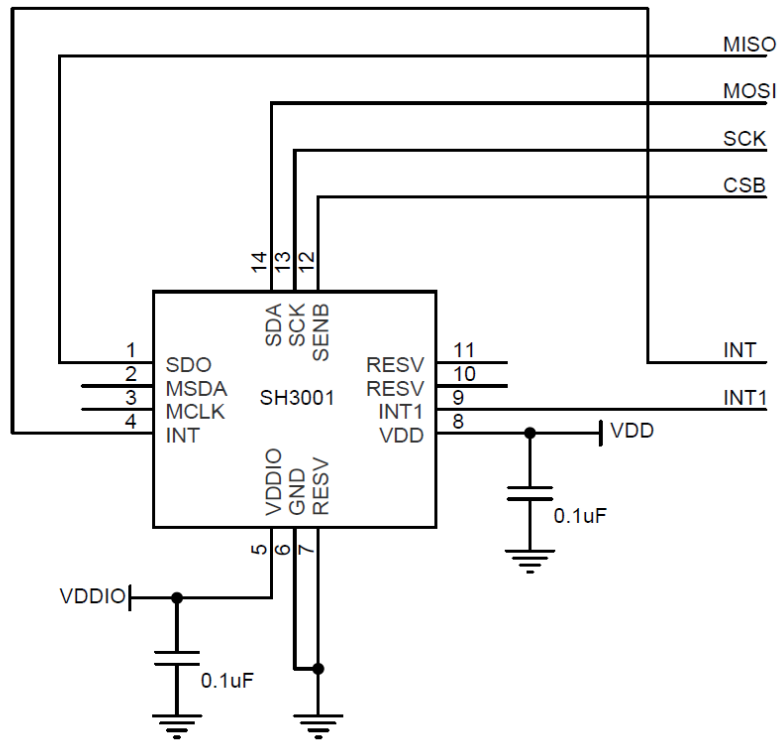 MISO
MOSI
SCK
CSB
14
13
12
SDA
SCK
SENB
1
SDO
RESV
11
INT
2
MSDA
SH3001
RESV
10
3
MCLK
INT1
9
INT1
4
INT
VDD
8
VDD
VDDIO
GND
RESV
0.1uF
5
6
7
VDDIO
0.1uF